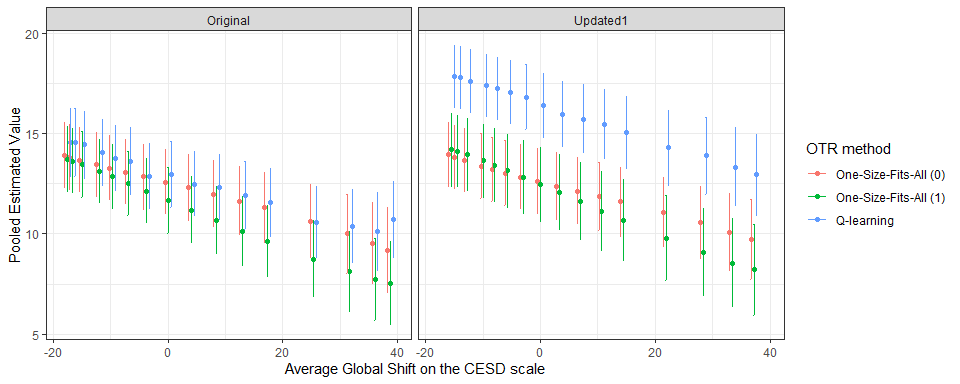 Original Updated1
20
15
10
5
-20 0 20 40 -20 0 20 40
Pooled Estimated Value
Average Global Shift on the CESD scale
OTR method
One-Size-Fits-All (0)
One-Size-Fits-All (1)
Q-learning